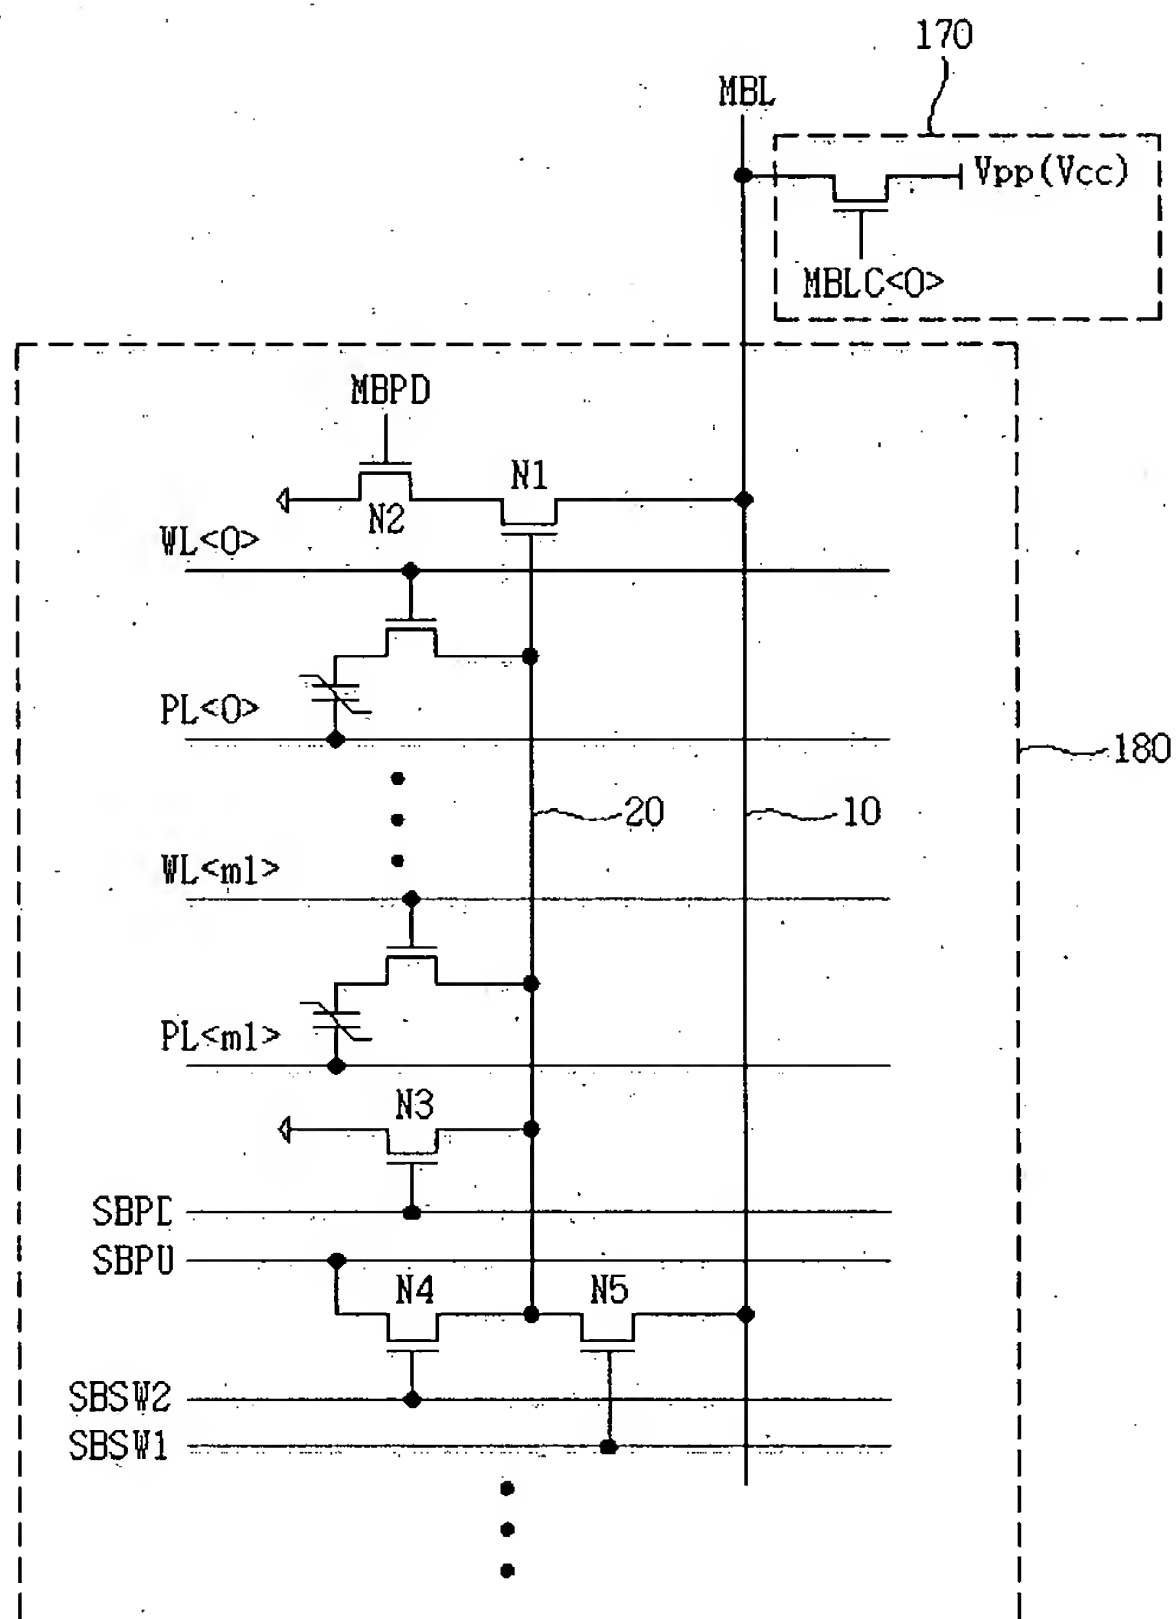 170
MBL
Vpp(Vcc)
MBLC<0>
MBPD
N1
N2
WL<0>
PL<0>
180
20
10
WL<m1>
PL<m1>
N3
SBPD
SBPU
N4
N5
SBSW2
SBSW1